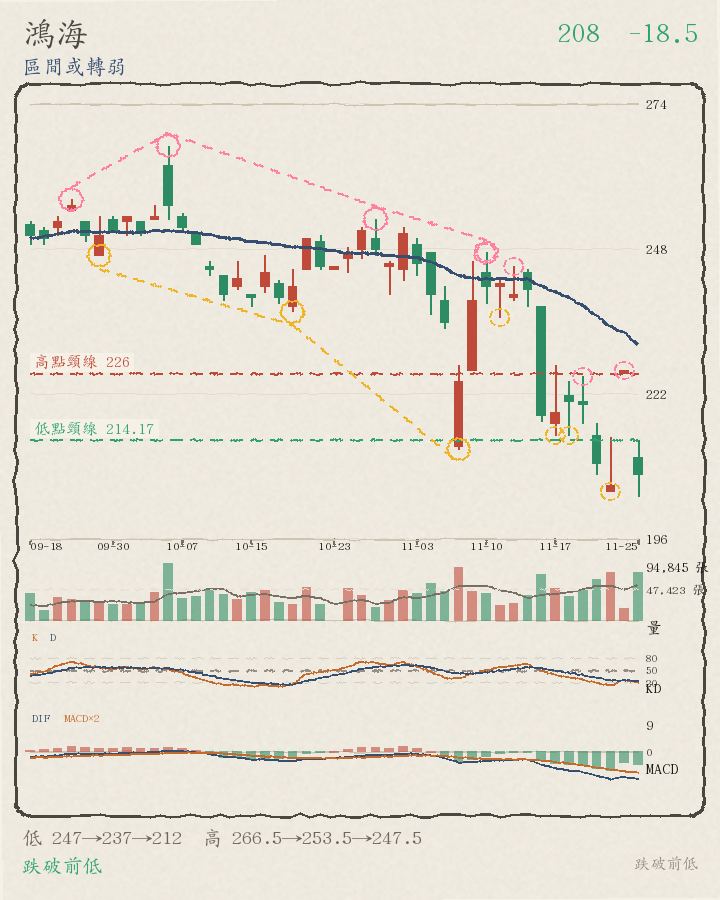 鴻海
208 -18.5
區間或轉弱
274
248
高點頸線 226
222
低點頸線 214.17
196
09-18 09-30 10-07 10-15 10-23 11-03 11-10 11-17 11-25
94,845 張
47,423 張
量
K D
80
50
20
KD
DIF MACD×2
9
0
MACD
低 247→237→212 高 266.5→253.5→247.5
跌破前低
跌破前低